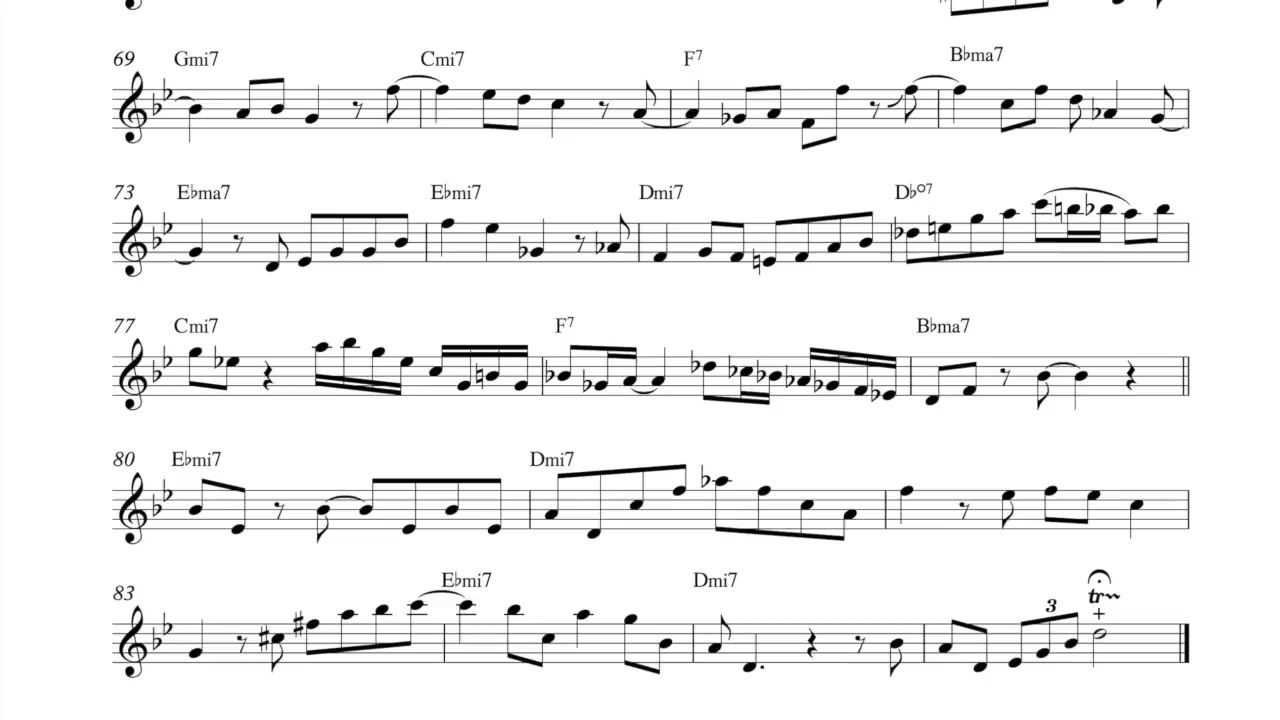 69 Gmi7 Cmi7 F7 B♭ma7
73 E♭ma7 E♭mi7 Dmi7 D♭o7
77 Cmi7 F7 B♭ma7
80 E♭mi7 Dmi7
83 E♭mi7 Dmi7 tr
3 +